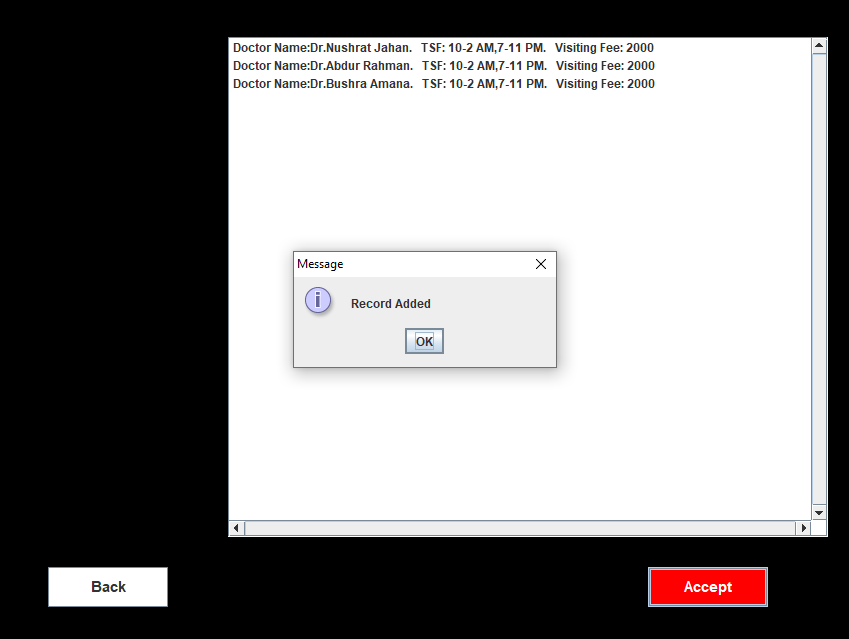 Doctor Name:Dr.Nushrat Jahan. TSF: 10-2 AM,7-11 PM. Visiting Fee: 2000
Doctor Name:Dr.Abdur Rahman. TSF: 10-2 AM,7-11 PM. Visiting Fee: 2000
Doctor Name:Dr.Bushra Amana. TSF: 10-2 AM,7-11 PM. Visiting Fee: 2000
Message
i
Record Added
OK
Back
Accept